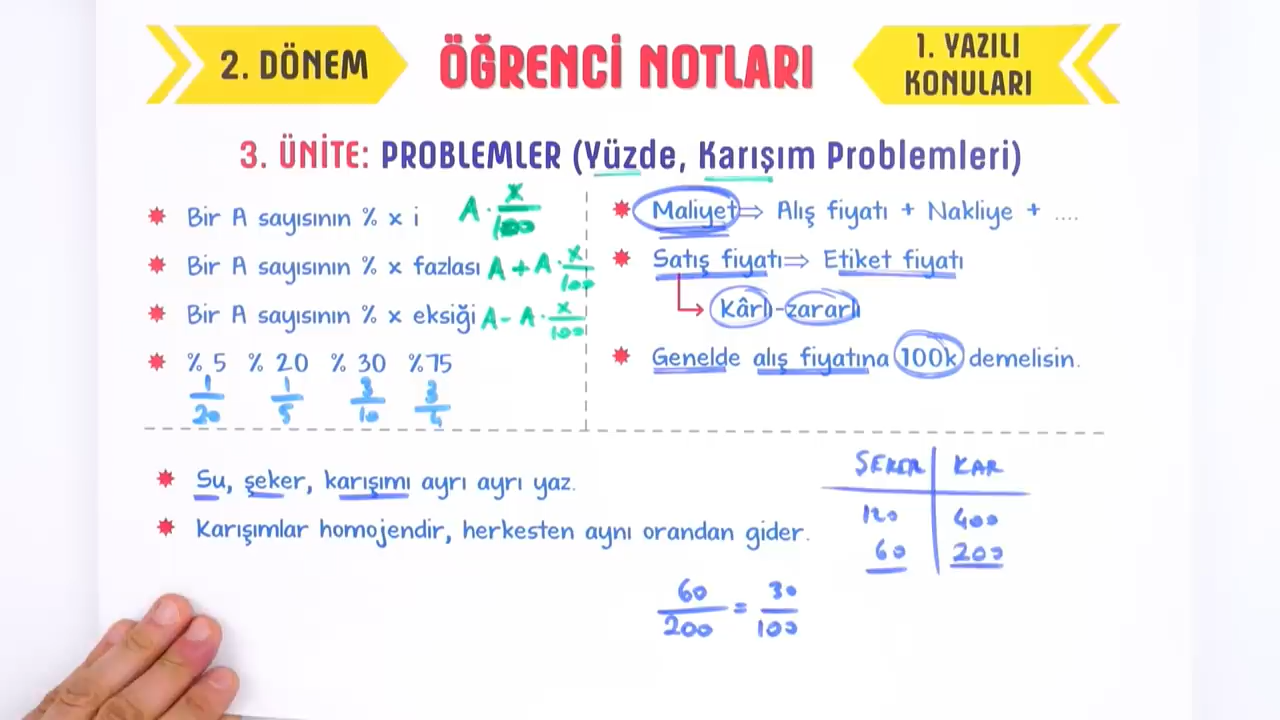 2. DÖNEM
ÖĞRENCİ NOTLARI
1. YAZILI
KONULARI
3. ÜNİTE: PROBLEMLER (Yüzde, Karışım Problemleri)
Bir A sayısının % x i A · x/100
Bir A sayısının % x fazlası A + A · x/100
Bir A sayısının % x eksiği A - A · x/100
% 5 % 20 % 30 % 75
1/20 1/5 3/10 3/4
Maliyet ⇒ Alış fiyatı + Nakliye + ....
Satış fiyatı ⇒ Etiket fiyatı
Kârlı - zararlı
Genelde alış fiyatına 100k demelisin.
Su, şeker, karışımı ayrı ayrı yaz.
Karışımlar homojendir, herkesten aynı orandan gider.
ŞEKER KAR
120 400
60 200
60/200 = 30/100